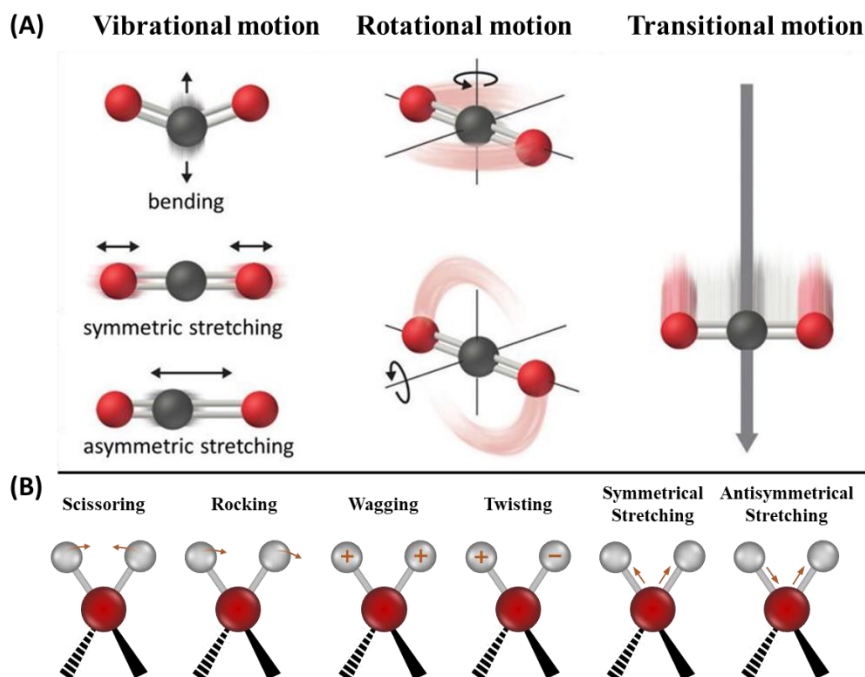 (A)
Vibrational motion
Rotational motion
Transitional motion
bending
symmetric stretching
asymmetric stretching
(B)
Scissoring
Rocking
Wagging
Twisting
Symmetrical
Stretching
Antisymmetrical
Stretching
+
+
+
−